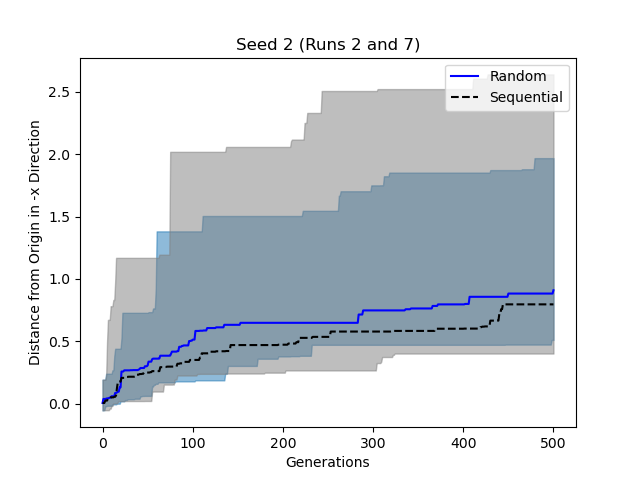 Seed 2 (Runs 2 and 7)
Random
Sequential
Distance from Origin in -x Direction
2.5
2.0
1.5
1.0
0.5
0.0
0 100 200 300 400 500
Generations